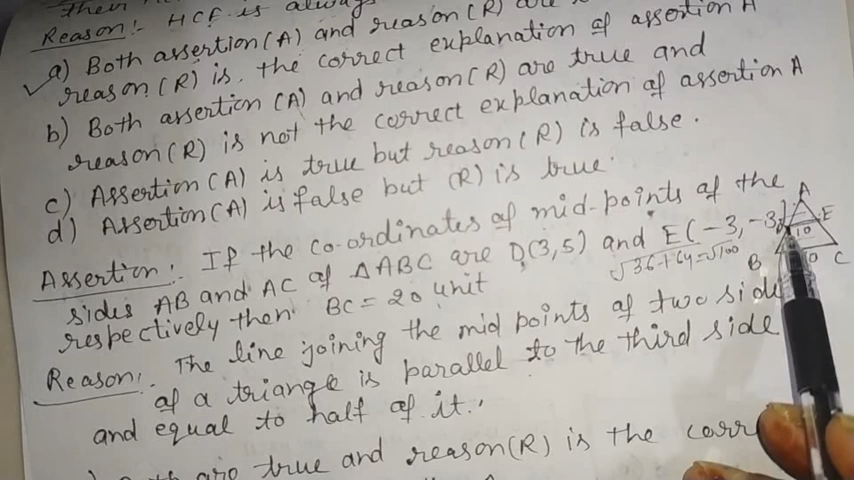 their
Reason:- HCF is always
a) Both assertion (A) and reason (R) are
reason (R) is the correct explanation of assertion A
b) Both assertion (A) and reason (R) are true and
reason (R) is not the correct explanation of assertion A
c) Assertion (A) is true but reason (R) is false.
d) Assertion (A) is false but (R) is true.
Assertion: If the co-ordinates of mid-points of the
sides AB and AC of △ABC are D(3,5) and E(-3,-3)
respectively then BC = 20 unit
√36+64=√100
A
E
10
B
C
Reason: The line joining the mid points of two side
of a triangle is parallel to the third side
and equal to half of it.
are true and reason (R) is the corr